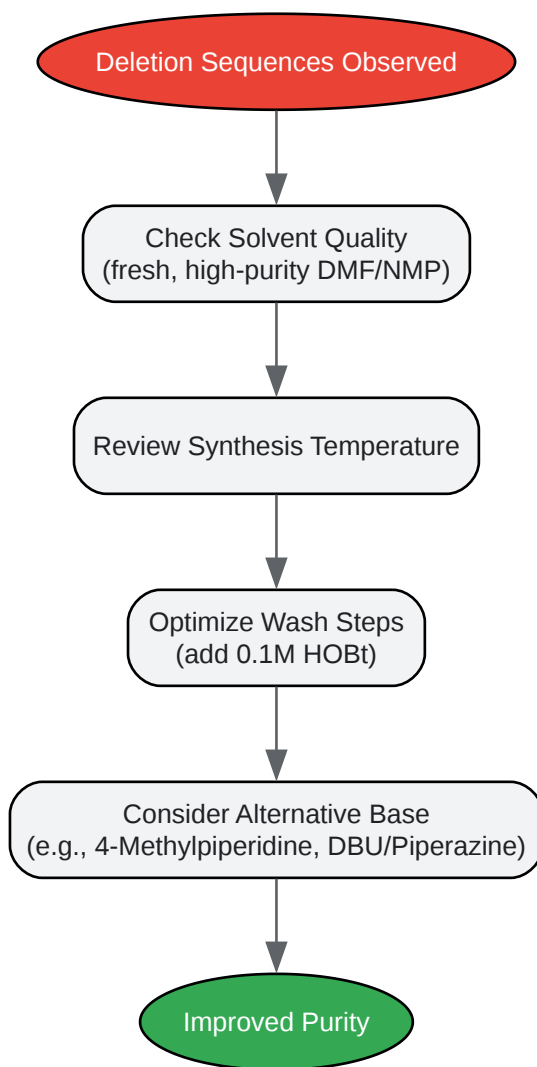 Deletion Sequences Observed
Check Solvent Quality
(fresh, high-purity DMF/NMP)
Review Synthesis Temperature
Optimize Wash Steps
(add 0.1M HOBt)
Consider Alternative Base
(e.g., 4-Methylpiperidine, DBU/Piperazine)
Improved Purity